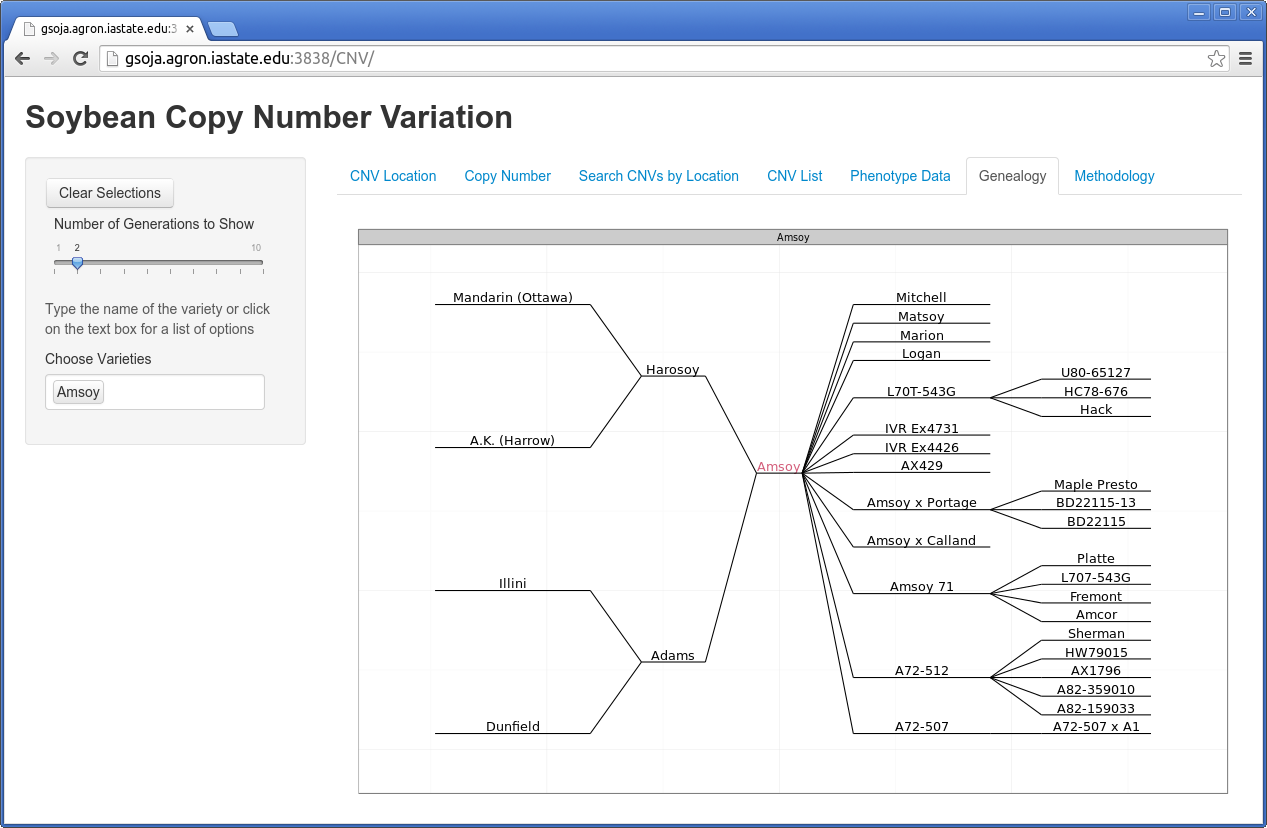 gsoja.agron.iastate.edu:3
gsoja.agron.iastate.edu:3838/CNV/
Soybean Copy Number Variation
Clear Selections
Number of Generations to Show
1 2 10
Type the name of the variety or click
on the text box for a list of options
Choose Varieties
Amsoy
CNV Location Copy Number Search CNVs by Location CNV List Phenotype Data Genealogy Methodology
Amsoy
Mandarin (Ottawa)
Harosoy
A.K. (Harrow)
Illini
Adams
Dunfield
Amsoy
Mitchell
Matsoy
Marion
Logan
L70T-543G
IVR Ex4731
IVR Ex4426
AX429
Amsoy x Portage
Amsoy x Calland
Amsoy 71
A72-512
A72-507
U80-65127
HC78-676
Hack
Maple Presto
BD22115-13
BD22115
Platte
L707-543G
Fremont
Amcor
Sherman
HW79015
AX1796
A82-359010
A82-159033
A72-507 x A1